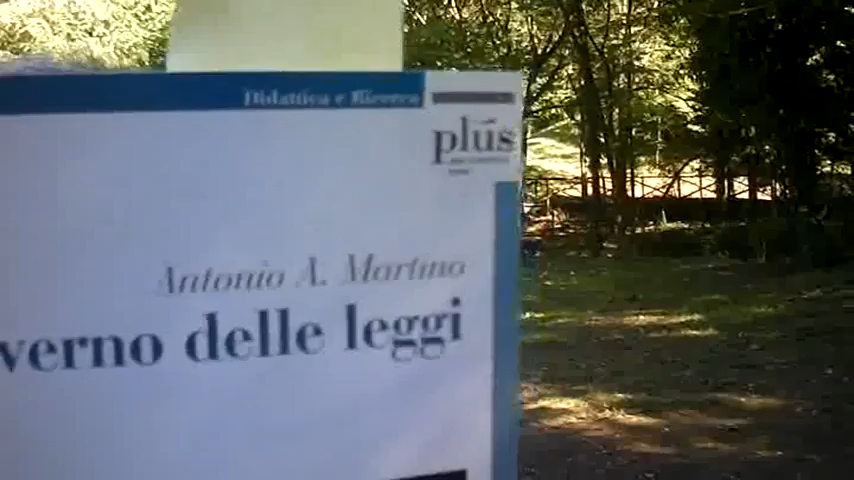 Didattica e Ricerca
plus
Antonio A. Martino
verno delle leggi